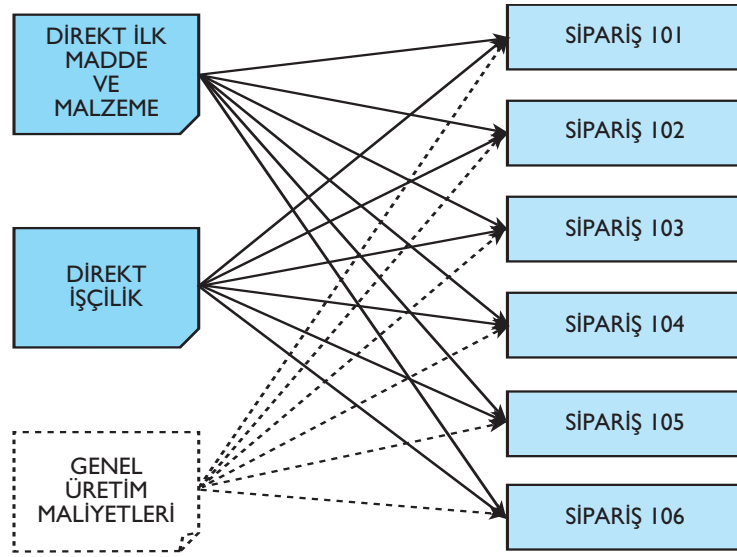 DİREKT İLK
MADDE
VE
MALZEME
DİREKT
İŞÇİLİK
GENEL
ÜRETİM
MALİYETLERİ
SİPARİŞ 101
SİPARİŞ 102
SİPARİŞ 103
SİPARİŞ 104
SİPARİŞ 105
SİPARİŞ 106